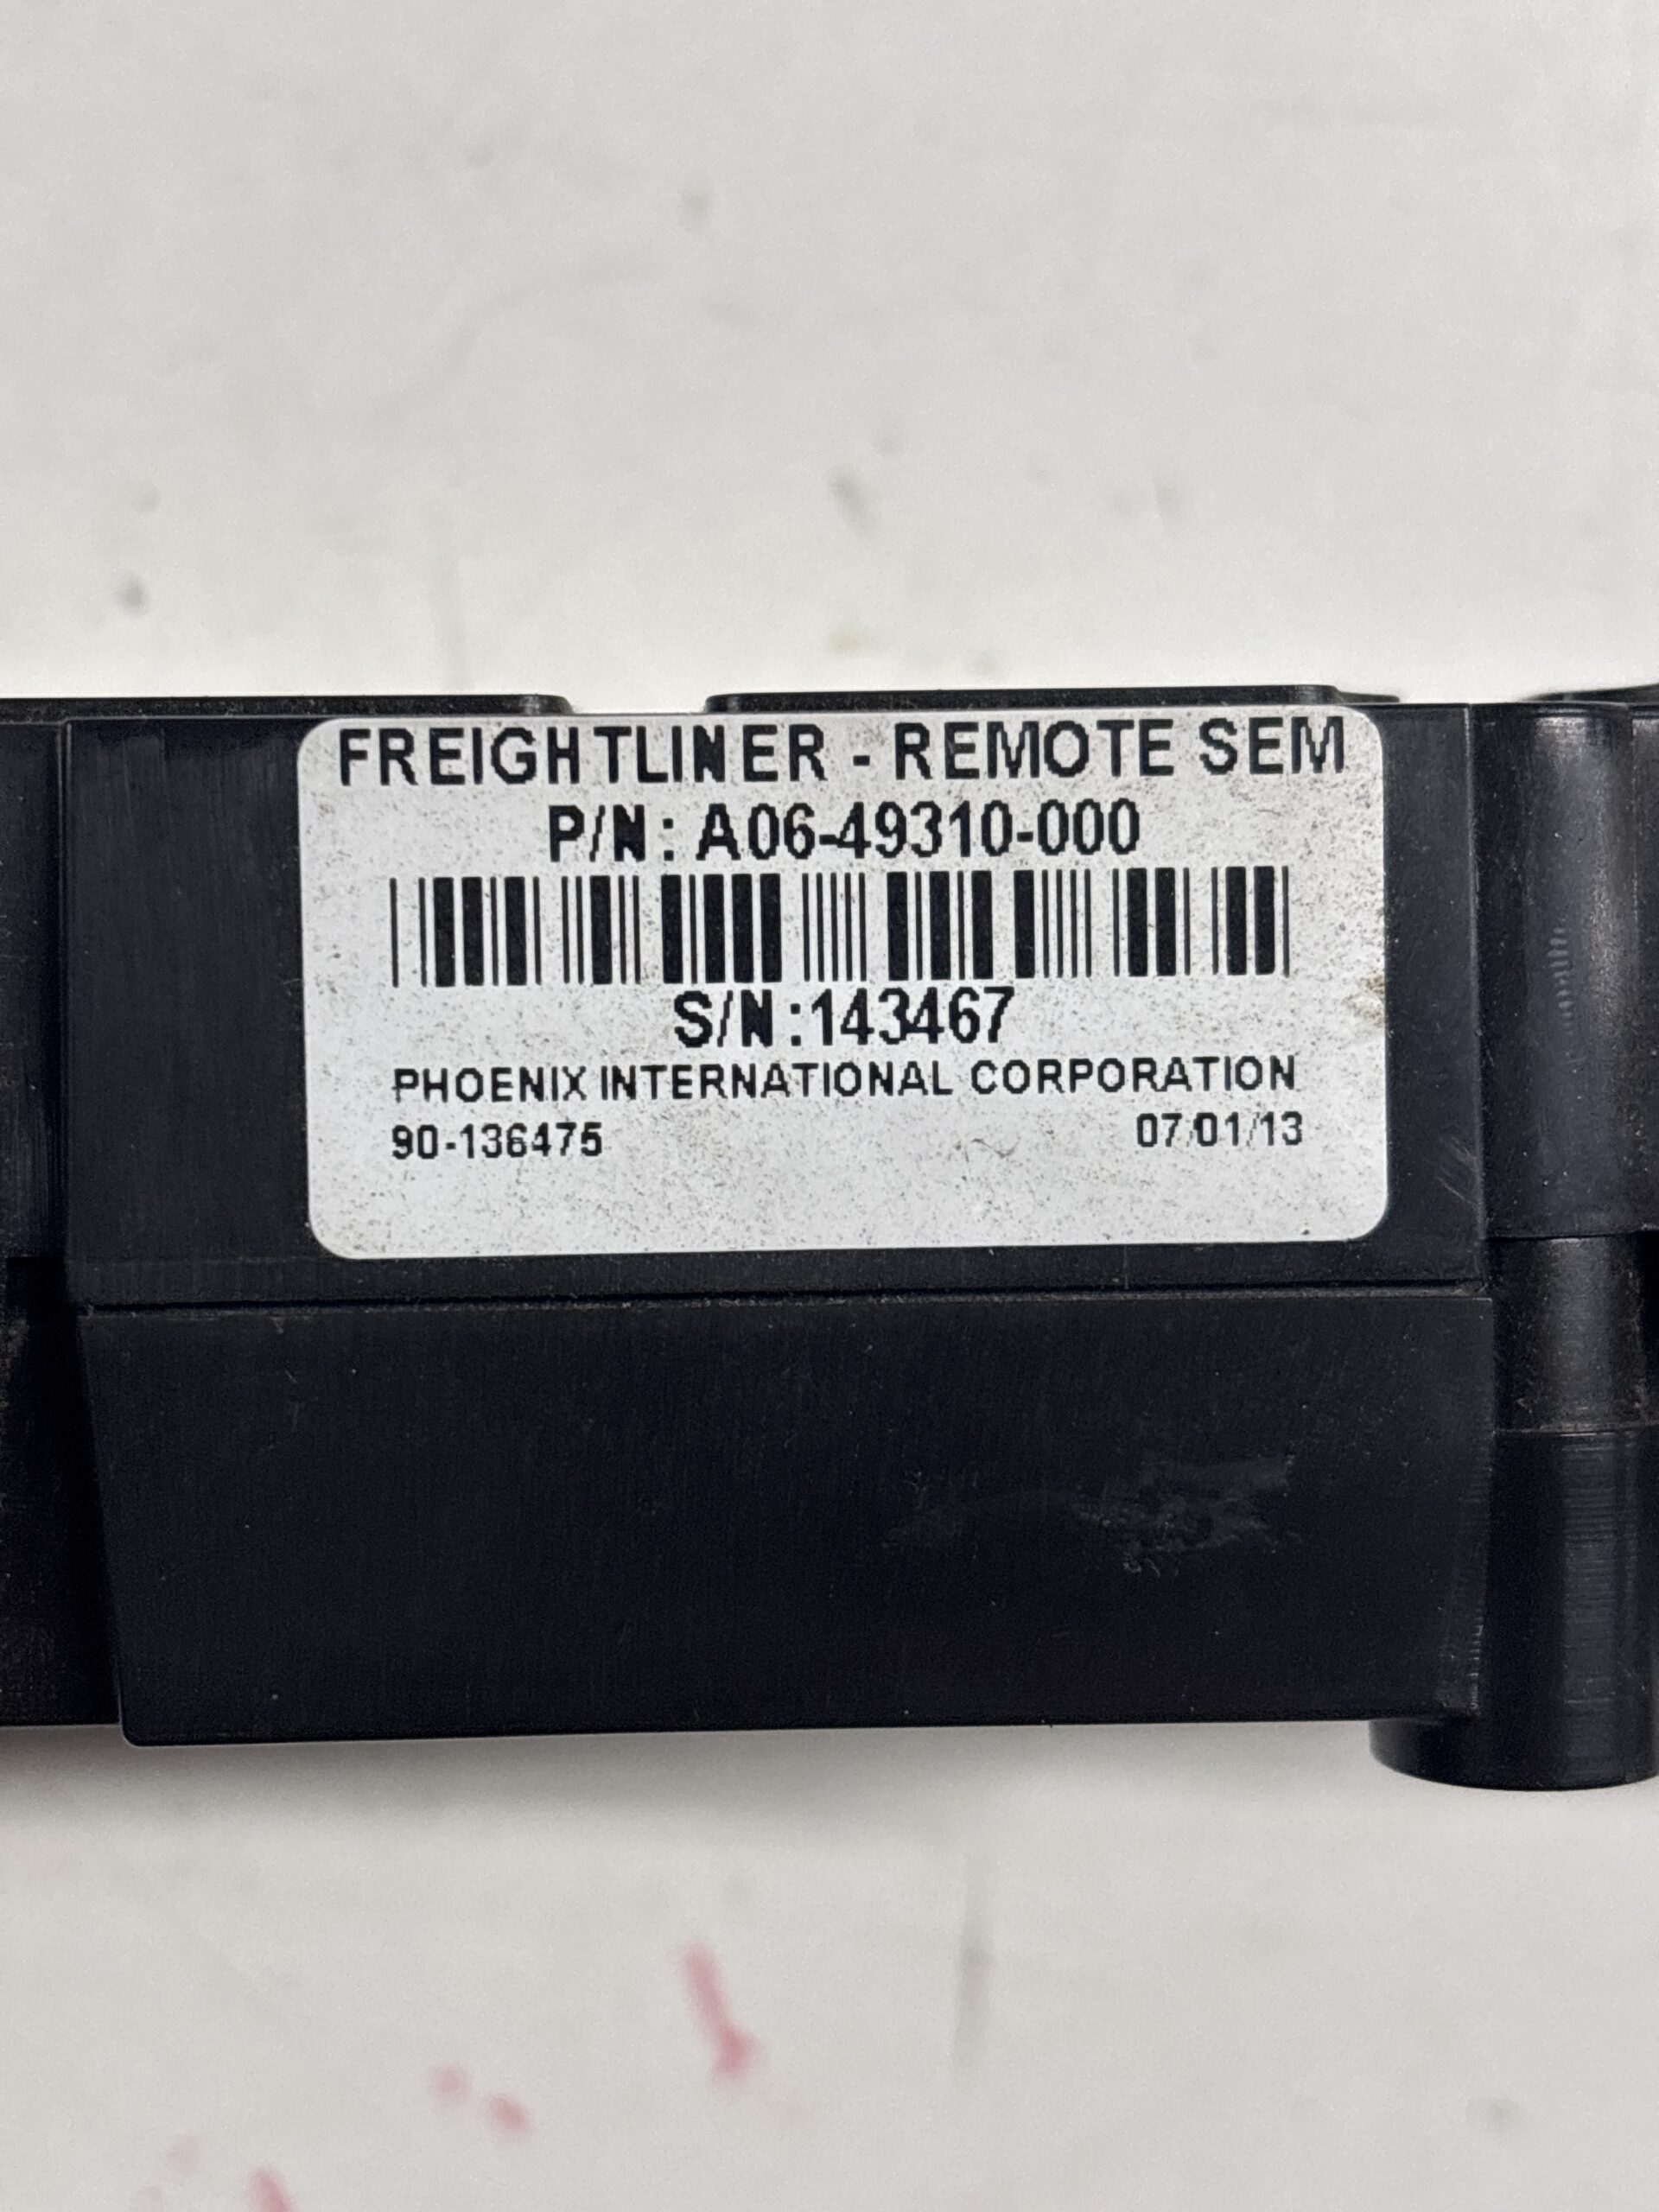 FREIGHTLINER - REMOTE SEM
P/N: A06-49310-000
S/N:143467
PHOENIX INTERNATIONAL CORPORATION
90-136475 07/01/13